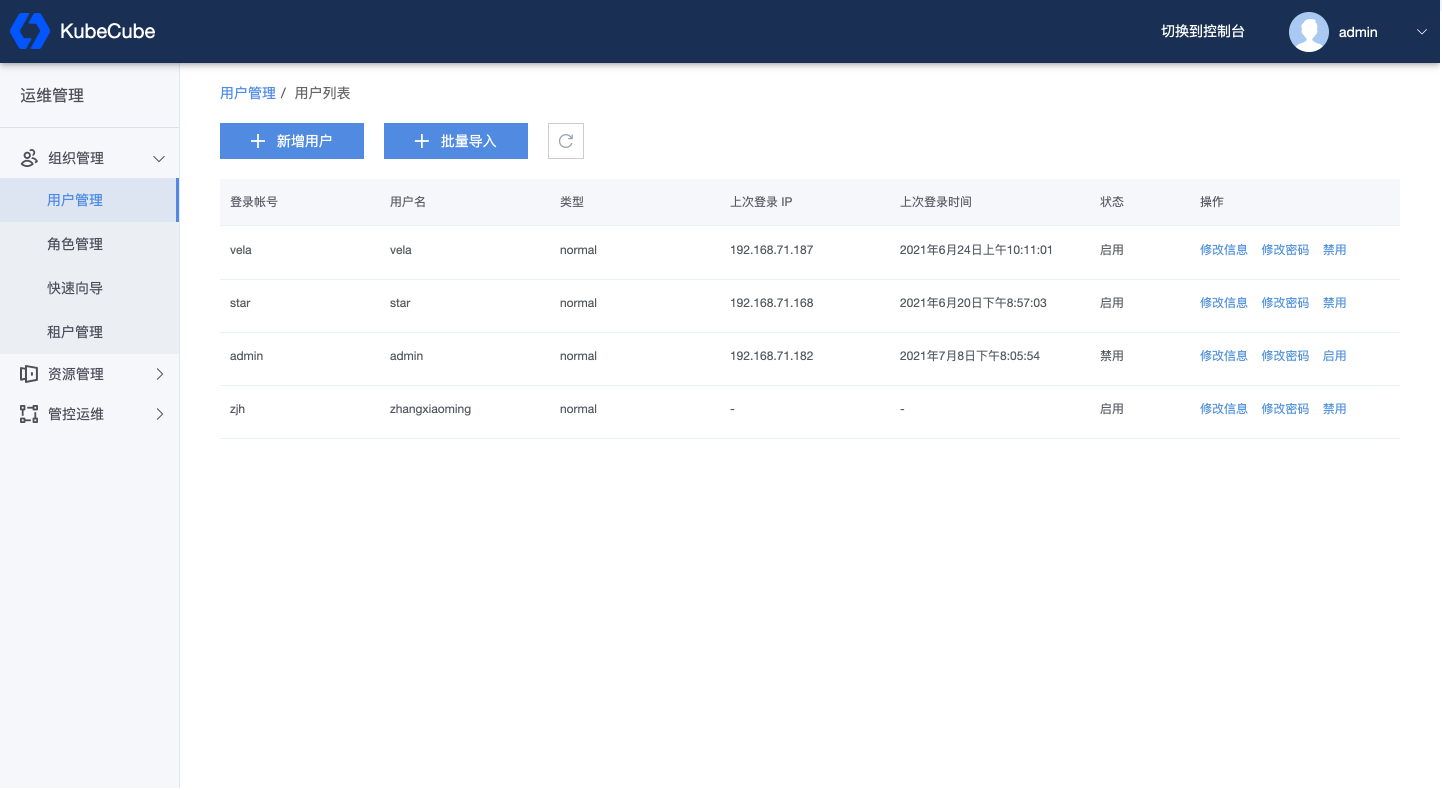 KubeCube
切换到控制台
admin
运维管理
组织管理
用户管理
角色管理
快速向导
租户管理
资源管理
管控运维
用户管理 / 用户列表
新增用户 批量导入
登录帐号 用户名 类型 上次登录 IP 上次登录时间 状态 操作
vela vela normal 192.168.71.187 2021年6月24日上午10:11:01 启用 修改信息 修改密码 禁用
star star normal 192.168.71.168 2021年6月20日下午8:57:03 启用 修改信息 修改密码 禁用
admin admin normal 192.168.71.182 2021年7月8日下午8:05:54 禁用 修改信息 修改密码 启用
zjh zhangxiaoming normal - - 启用 修改信息 修改密码 禁用